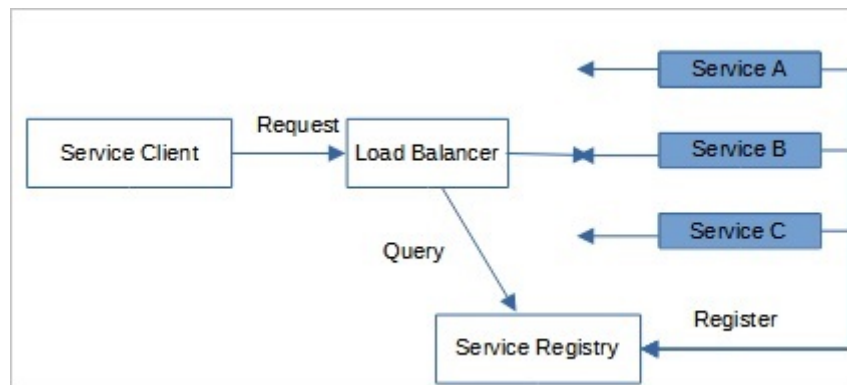 Service A
Request
Service Client
Load Balancer
Service B
Service C
Query
Register
Service Registry